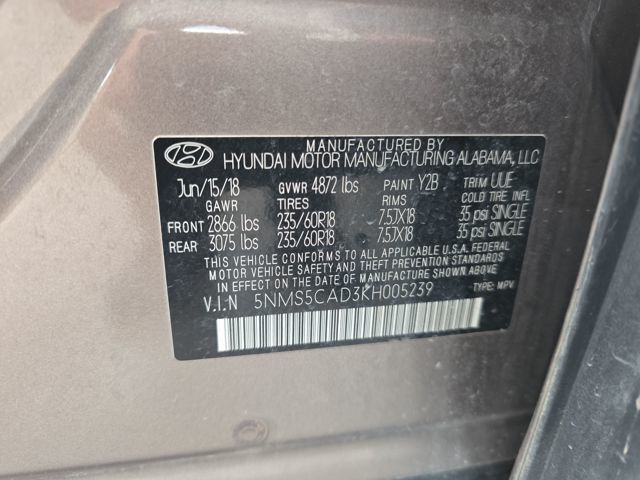 MANUFACTURED BY
HYUNDAI MOTOR MANUFACTURING ALABAMA, LLC
Jun/15/18 GVWR 4872 lbs PAINT Y2B TRIM UUE
GAWR TIRES RIMS COLD TIRE INFL
FRONT 2866 lbs 235/60R18 7.5JX18 35 psi SINGLE
REAR 3075 lbs 235/60R18 7.5JX18 35 psi SINGLE
THIS VEHICLE CONFORMS TO ALL APPLICABLE U.S.A. FEDERAL
MOTOR VEHICLE SAFETY, BUMPER, AND THEFT PREVENTION STANDARDS
IN EFFECT ON THE DATE OF MANUFACTURE SHOWN ABOVE.
V.I.N 5NMS5CAD3KH005239 TYPE: MPV